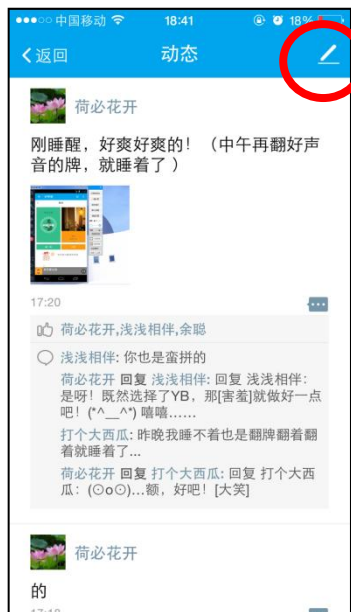 中国移动 18:41 18%
返回 动态
荷必花开
刚睡醒，好爽好爽的！（中午再翻好声
音的牌，就睡着了）
17:20
荷必花开,浅浅相伴,余聪
浅浅相伴: 你也是蛮拼的
荷必花开 回复 浅浅相伴: 回复 浅浅相伴:
是呀！既然选择了YB，那[害羞]就做好一点
吧！(*^__^*) 嘻嘻……
打个大西瓜: 昨晚我睡不着也是翻牌翻着翻
着就睡着了...
荷必花开 回复 打个大西瓜: 回复 打个大西
瓜: (⊙o⊙)…额，好吧！[大笑]
荷必花开
的